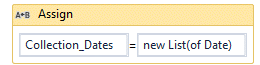 A+B Assign
Collection_Dates = new List(of Date)